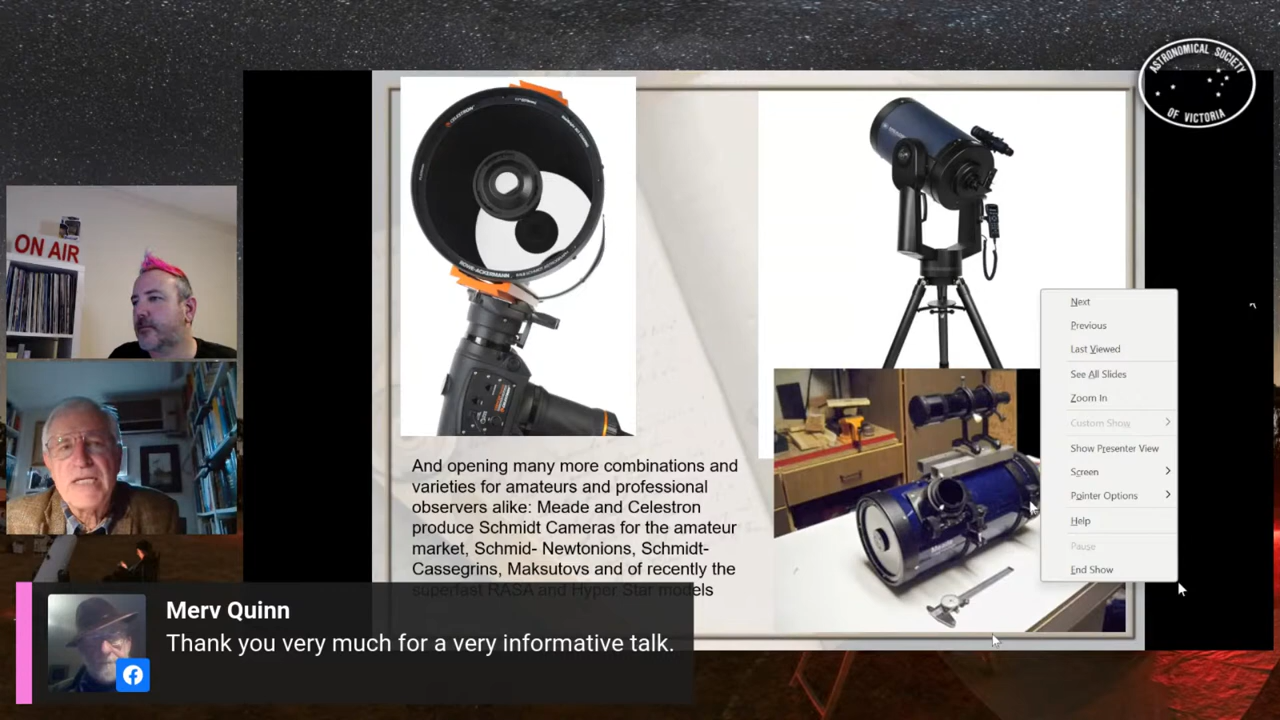 ASTRONOMICAL SOCIETY
OF VICTORIA
ON AIR
CELESTRON
ROWE-ACKERMANN
And opening many more combinations and
varieties for amateurs and professional
observers alike: Meade and Celestron
produce Schmidt Cameras for the amateur
market, Schmid- Newtonions, Schmidt-
Cassegrins, Maksutovs and of recently the
superfast RASA and Hyper Star models
Next
Previous
Last Viewed
See All Slides
Zoom In
Custom Show
Show Presenter View
Screen
Pointer Options
Help
Pause
End Show
Merv Quinn
Thank you very much for a very informative talk.